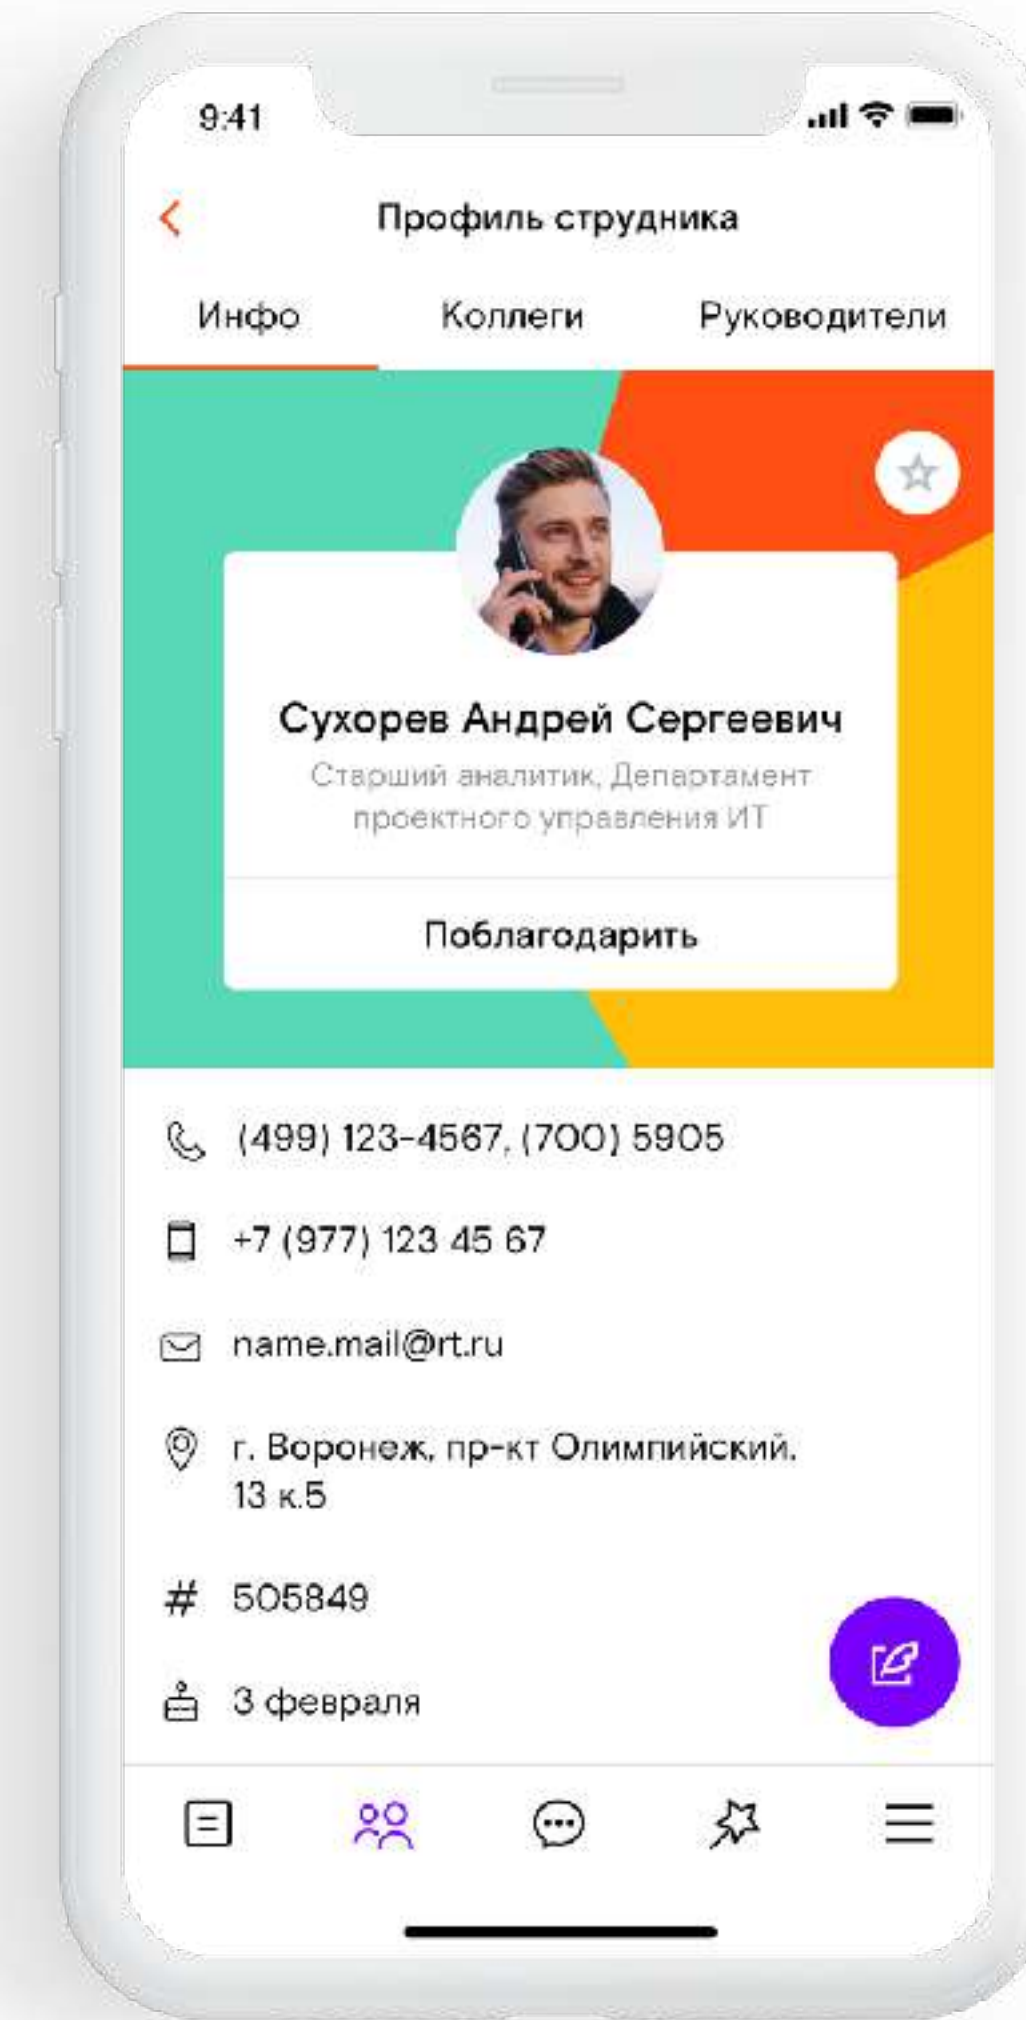 9:41
Профиль струдника
Инфо Коллеги Руководители
Сухорев Андрей Сергеевич
Старший аналитик, Департамент
проектного управления ИТ
Поблагодарить
(499) 123-4567, (700) 5905
+7 (977) 123 45 67
name.mail@rt.ru
г. Воронеж, пр-кт Олимпийский,
13 к.5
# 505849
3 февраля